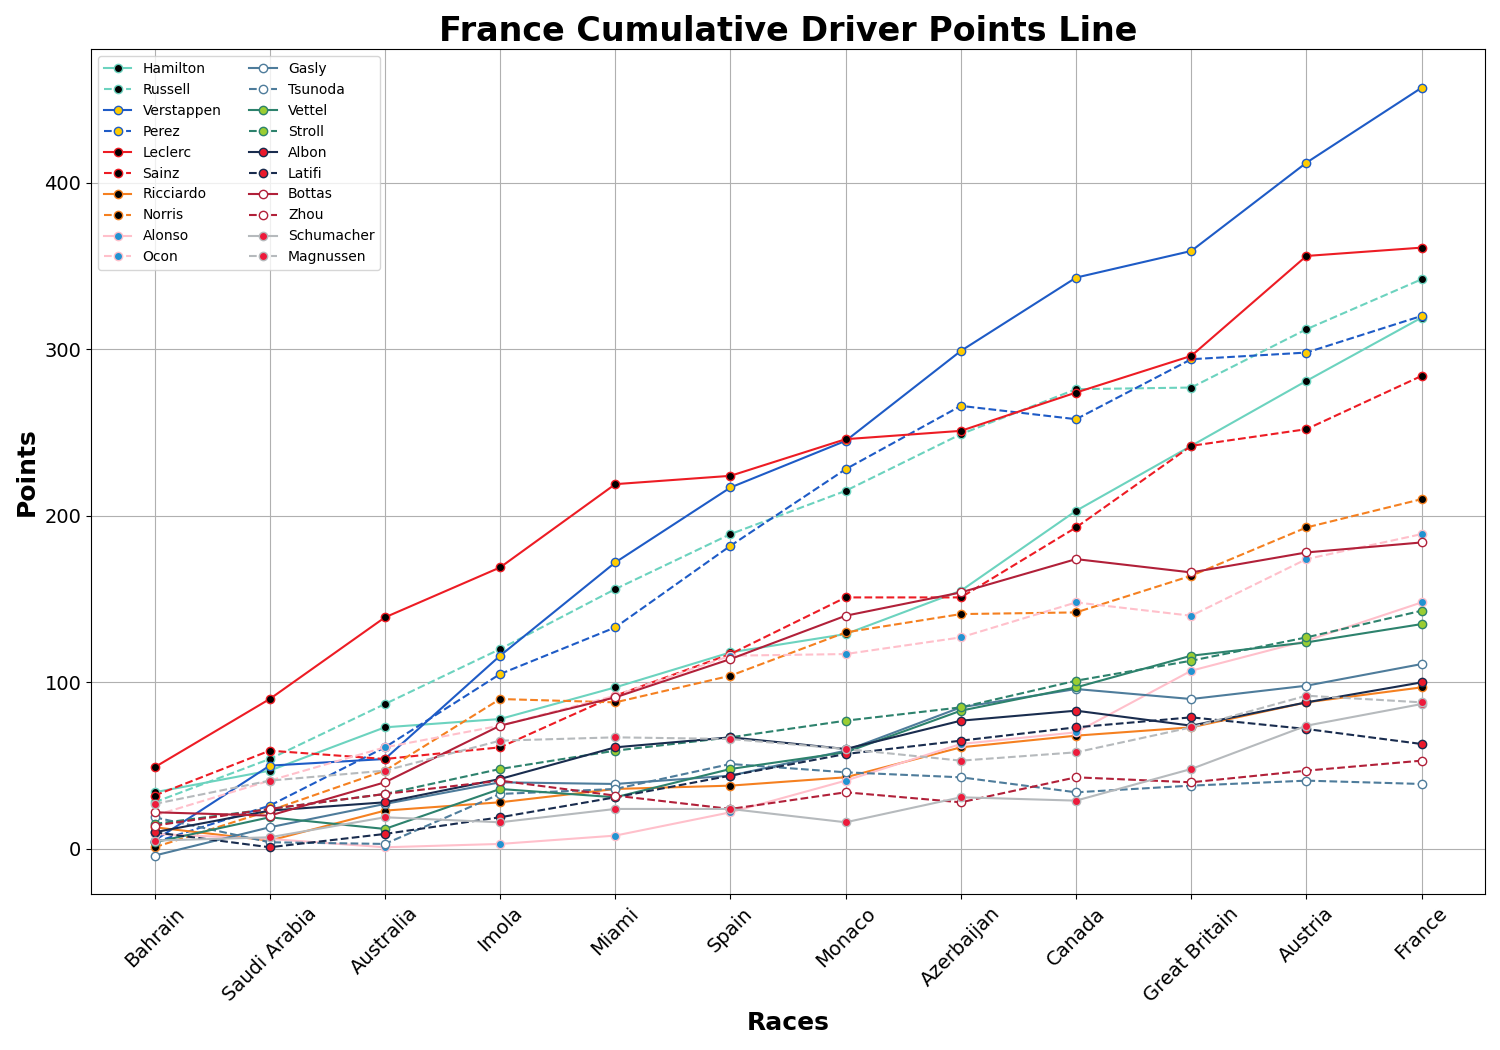 France Cumulative Driver Points Line
Hamilton
Russell
Verstappen
Perez
Leclerc
Sainz
Ricciardo
Norris
Alonso
Ocon
Gasly
Tsunoda
Vettel
Stroll
Albon
Latifi
Bottas
Zhou
Schumacher
Magnussen
400
300
200
100
0
Points
Bahrain
Saudi Arabia
Australia
Imola
Miami
Spain
Monaco
Azerbaijan
Canada
Great Britain
Austria
France
Races